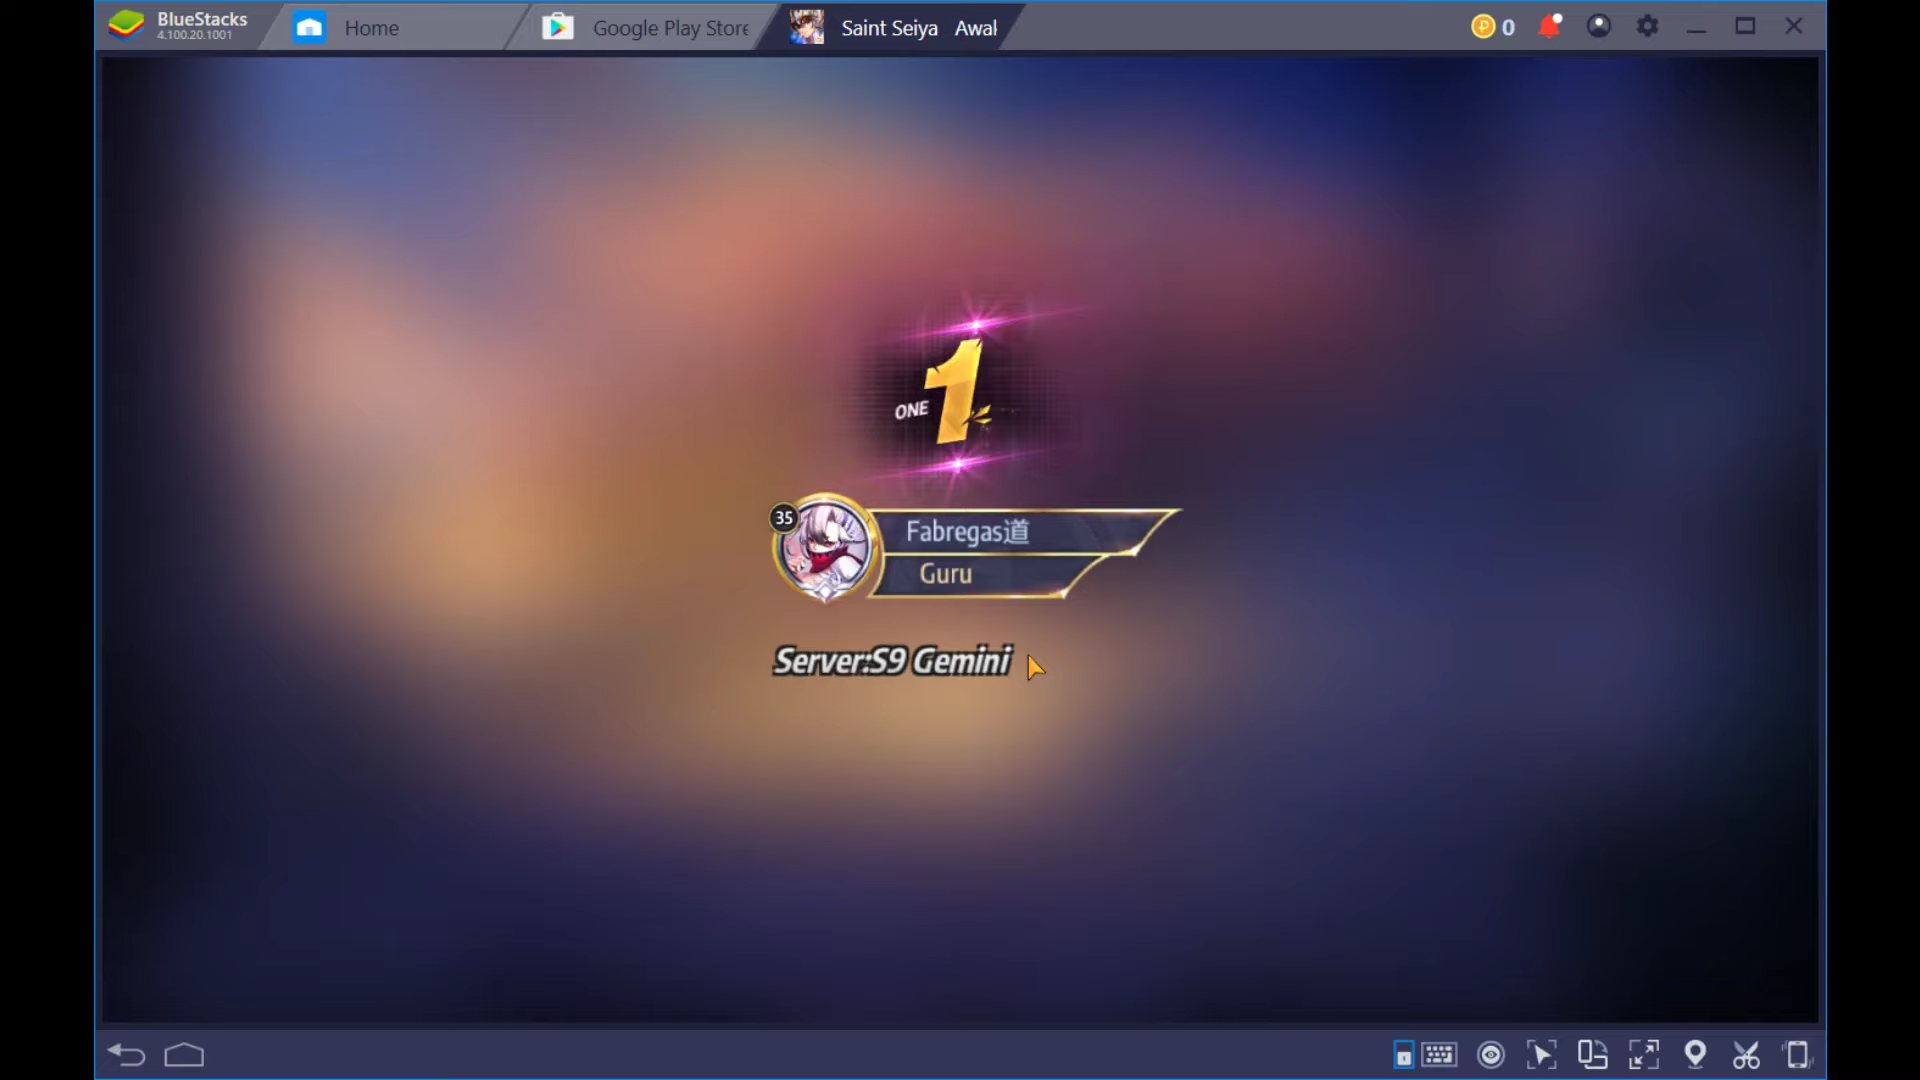 BlueStacks
4.100.20.1001
Home
Google Play Store
Saint Seiya Awal
0
ONE 1
35
Fabregas道
Guru
Server:S9 Gemini